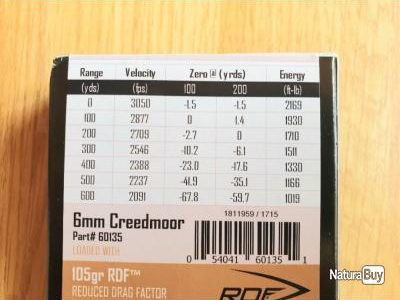 Range Velocity Zero @ (yrds) Energy
(yds) (fps) 100 200 (ft-lb)
0 3050 -1.5 -1.5 2169
100 2877 0 1.4 1930
200 2709 -2.7 0 1710
300 2546 -10.2 -6.1 1511
400 2388 -23.0 -17.6 1330
500 2237 -41.9 -35.1 1166
600 2091 -67.8 -59.7 1019
6mm Creedmoor
Part# 60135
LOADED WITH
1811959 / 1715
0 54041 60135 1
105gr RDF™
REDUCED DRAG FACTOR
RDF
NaturaBuy